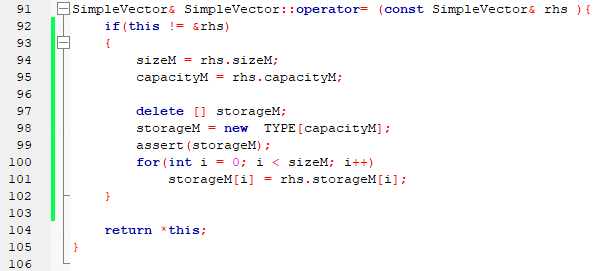 91 SimpleVector& SimpleVector::operator= (const SimpleVector& rhs ){
92 if(this != &rhs)
93 {
94 sizeM = rhs.sizeM;
95 capacityM = rhs.capacityM;
96
97 delete [] storageM;
98 storageM = new  TYPE[capacityM];
99 assert(storageM);
100 for(int i = 0; i < sizeM; i++)
101 storageM[i] = rhs.storageM[i];
102 }
103
104 return *this;
105 }
106